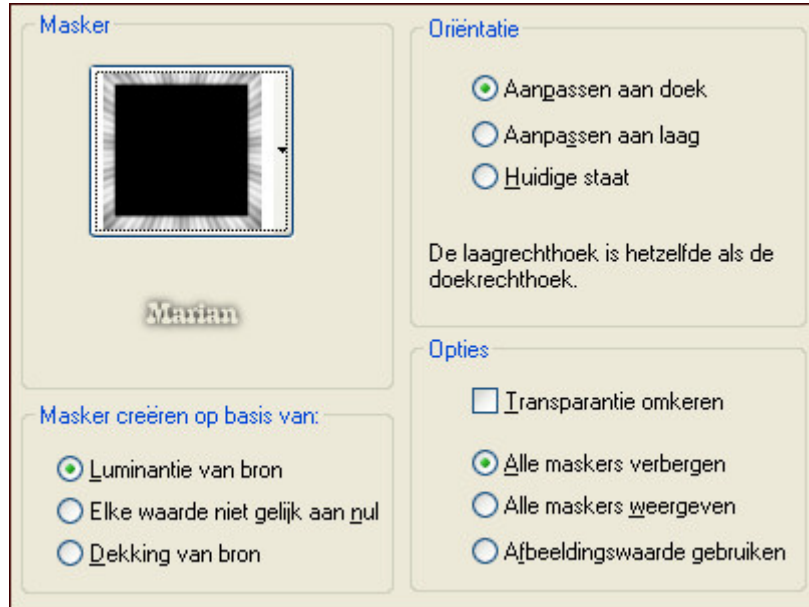 Masker
Marian
Masker creëren op basis van:
Luminantie van bron
Elke waarde niet gelijk aan nul
Dekking van bron
Oriëntatie
Aanpassen aan doek
Aanpassen aan laag
Huidige staat
De laagrechthoek is hetzelfde als de
doekrechthoek.
Opties
Transparantie omkeren
Alle maskers verbergen
Alle maskers weergeven
Afbeeldingswaarde gebruiken